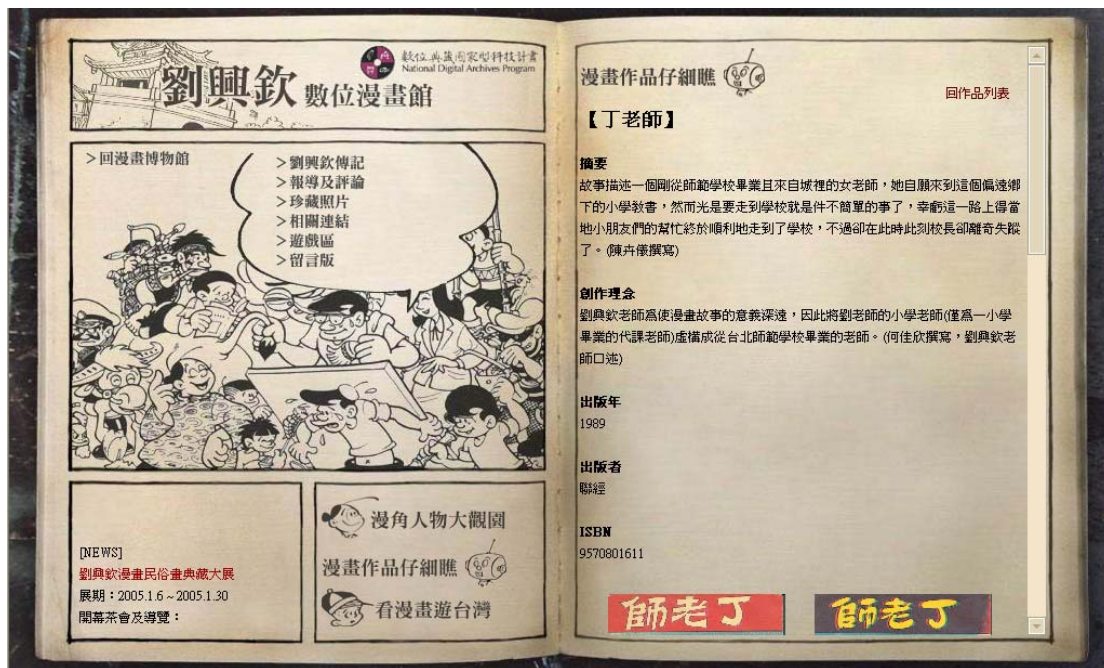 劉興欽 數位漫畫館
數位典藏國家型科技計畫
National Digital Archives Program
>回漫畫博物館
>劉興欽傳記
>報導及評論
>珍藏照片
>相關連結
>遊戲區
>留言版
[NEWS]
劉興欽漫畫民俗畫典藏大展
展期：2005.1.6 ~ 2005.1.30
開幕茶會及導覽：
漫角人物大觀園
漫畫作品仔細瞧
看漫畫遊台灣
漫畫作品仔細瞧
回作品列表
【丁老師】
摘要
故事描述一個剛從師範學校畢業且來自城裡的女老師，她自願來到這個偏遠鄉
下的小學教書，然而光是要走到學校就是件不簡單的事了，幸虧這一路上得當
地小朋友們的幫忙終於順利地走到了學校，不過卻在此時此刻校長卻離奇失蹤
了。(陳卉儀撰寫)
創作理念
劉興欽老師為使漫畫故事的意義深遠，因此將劉老師的小學老師(僅為一小學
畢業的代課老師)虛構成從台北師範學校畢業的老師。(何佳欣撰寫，劉興欽老
師口述)
出版年
1989
出版者
聯經
ISBN
9570801611
師老丁
師老丁